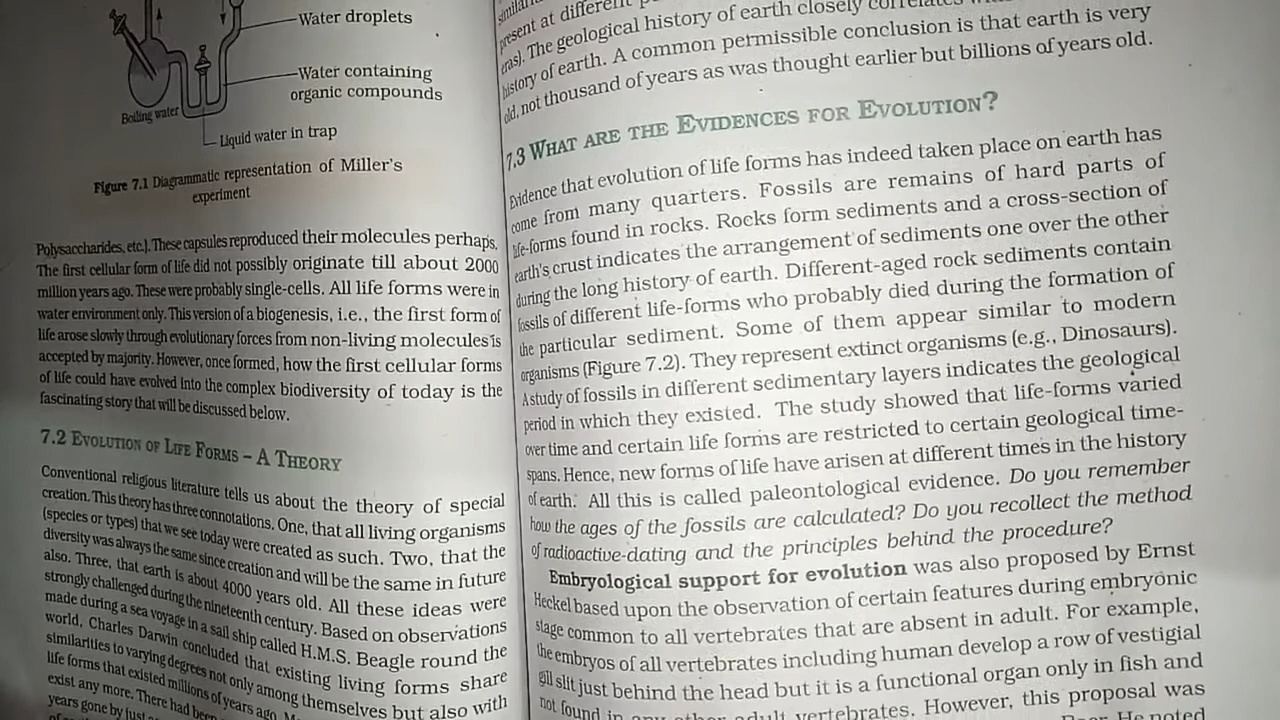 Water droplets
Water containing
organic compounds
Boiling water
Liquid water in trap
Figure 7.1 Diagrammatic representation of Miller's
experiment
Polysaccharides, etc.). These capsules reproduced their molecules perhaps.
The first cellular form of life did not possibly originate till about 2000
million years ago. These were probably single-cells. All life forms were in
water environment only. This version of a biogenesis, i.e., the first form of
life arose slowly through evolutionary forces from non-living molecules is
accepted by majority. However, once formed, how the first cellular forms
of life could have evolved into the complex biodiversity of today is the
fascinating story that will be discussed below.
7.2 EVOLUTION OF LIFE FORMS – A THEORY
Conventional religious literature tells us about the theory of special
creation. This theory has three connotations. One, that all living organisms
(species or types) that we see today were created as such. Two, that the
diversity was always the same since creation and will be the same in future
also. Three, that earth is about 4000 years old. All these ideas were
strongly challenged during the nineteenth century. Based on observations
made during a sea voyage in a sail ship called H.M.S. Beagle round the
world, Charles Darwin concluded that existing living forms share
similarities to varying degrees not only among themselves but also with
life forms that existed millions of years ago.
exist any more. There had been
years gone by just
present at different
eras). The geological history of earth closely
history of earth. A common permissible conclusion is that earth is very
old, not thousand of years as was thought earlier but billions of years old.
7.3 WHAT ARE THE EVIDENCES FOR EVOLUTION?
Evidence that evolution of life forms has indeed taken place on earth has
come from many quarters. Fossils are remains of hard parts of
life-forms found in rocks. Rocks form sediments and a cross-section of
earth's crust indicates the arrangement of sediments one over the other
during the long history of earth. Different-aged rock sediments contain
fossils of different life-forms who probably died during the formation of
the particular sediment. Some of them appear similar to modern
organisms (Figure 7.2). They represent extinct organisms (e.g., Dinosaurs).
A study of fossils in different sedimentary layers indicates the geological
period in which they existed. The study showed that life-forms varied
over time and certain life forms are restricted to certain geological time-
spans. Hence, new forms of life have arisen at different times in the history
of earth. All this is called paleontological evidence. Do you remember
how the ages of the fossils are calculated? Do you recollect the method
of radioactive-dating and the principles behind the procedure?
Embryological support for evolution was also proposed by Ernst
Heckel based upon the observation of certain features during embryonic
stage common to all vertebrates that are absent in adult. For example,
the embryos of all vertebrates including human develop a row of vestigial
gill slit just behind the head but it is a functional organ only in fish and
not found in any other adult vertebrates. However, this proposal was
He noted